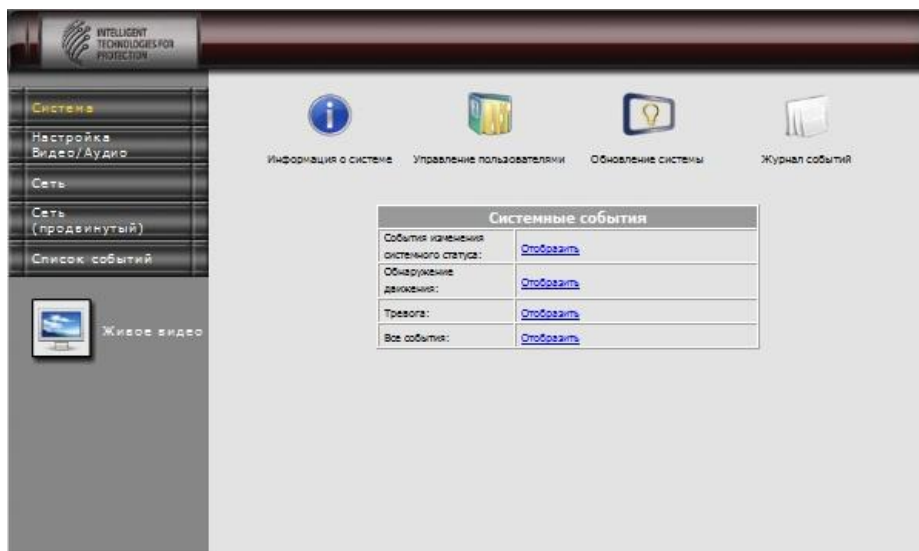 INTELLIGENT
TECHNOLOGIES FOR
PROTECTION
Система
Настройка
Видео/Аудио
Сеть
Сеть
(продвинутый)
Список событий
Живое видео
Информация о системе
Управление пользователями
Обновление системы
Журнал событий
Системные события
События изменения
системного статуса:
Отобразить
Обнаружение
движения:
Отобразить
Тревога:
Отобразить
Все события:
Отобразить